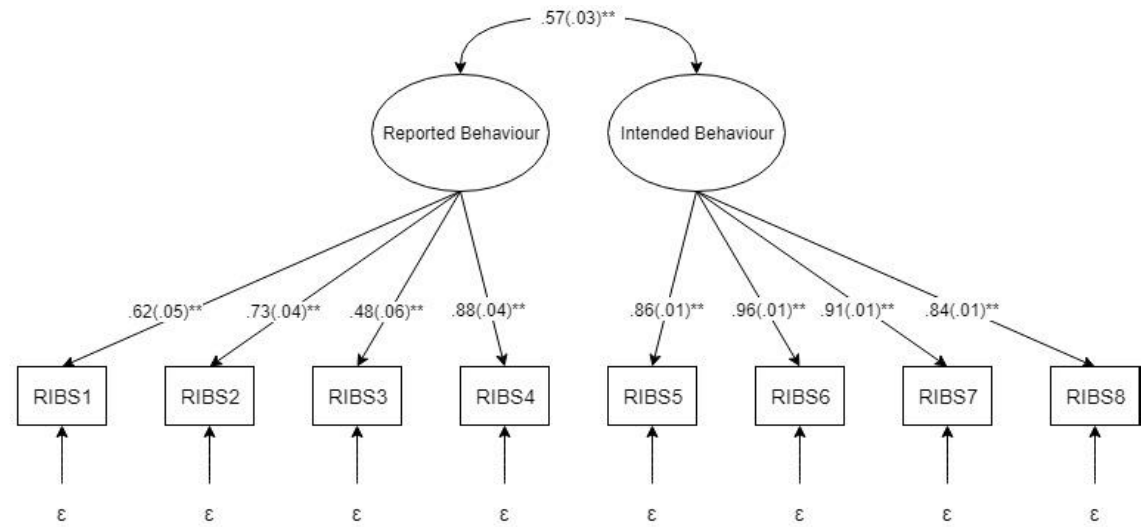 .57(.03)**
Reported Behaviour Intended Behaviour
.62(.05)** .73(.04)** .48(.06)** .88(.04)** .86(.01)** .96(.01)** .91(.01)** .84(.01)**
RIBS1 RIBS2 RIBS3 RIBS4 RIBS5 RIBS6 RIBS7 RIBS8
ε ε ε ε ε ε ε ε